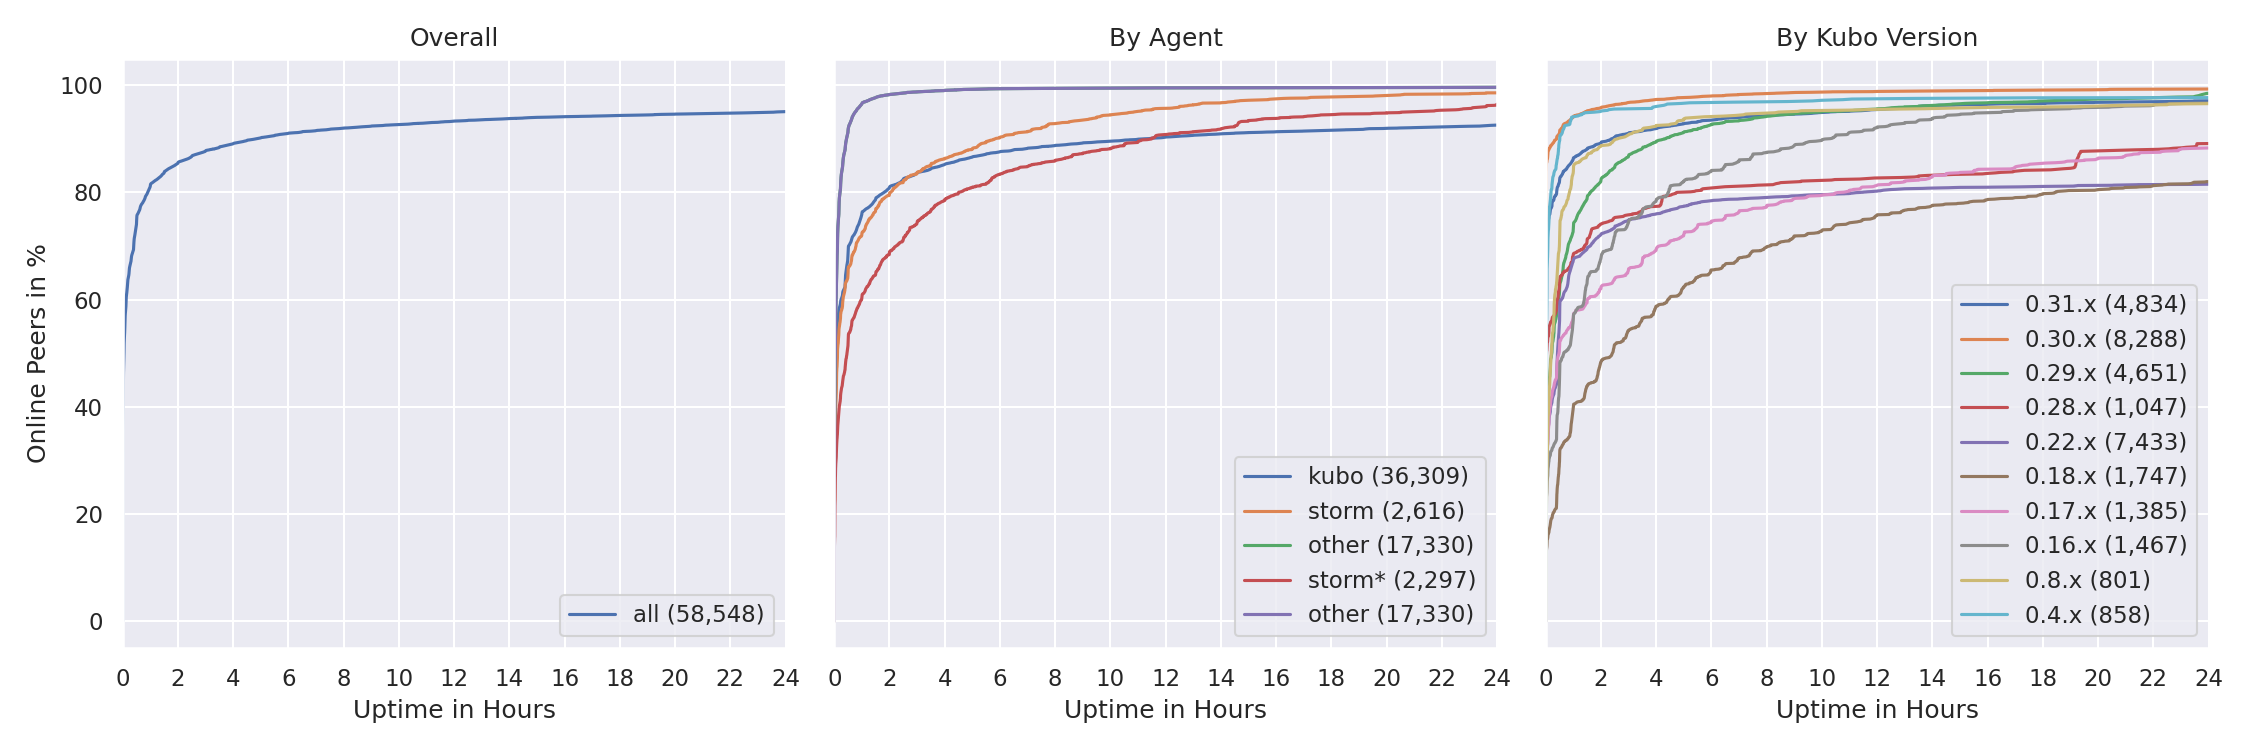 Overall
By Agent
By Kubo Version
Online Peers in %
100
80
60
40
20
0
all (58,548)
kubo (36,309)
storm (2,616)
other (17,330)
storm* (2,297)
other (17,330)
0.31.x (4,834)
0.30.x (8,288)
0.29.x (4,651)
0.28.x (1,047)
0.22.x (7,433)
0.18.x (1,747)
0.17.x (1,385)
0.16.x (1,467)
0.8.x (801)
0.4.x (858)
0 2 4 6 8 10 12 14 16 18 20 22 24
0 2 4 6 8 10 12 14 16 18 20 22 24
0 2 4 6 8 10 12 14 16 18 20 22 24
Uptime in Hours
Uptime in Hours
Uptime in Hours